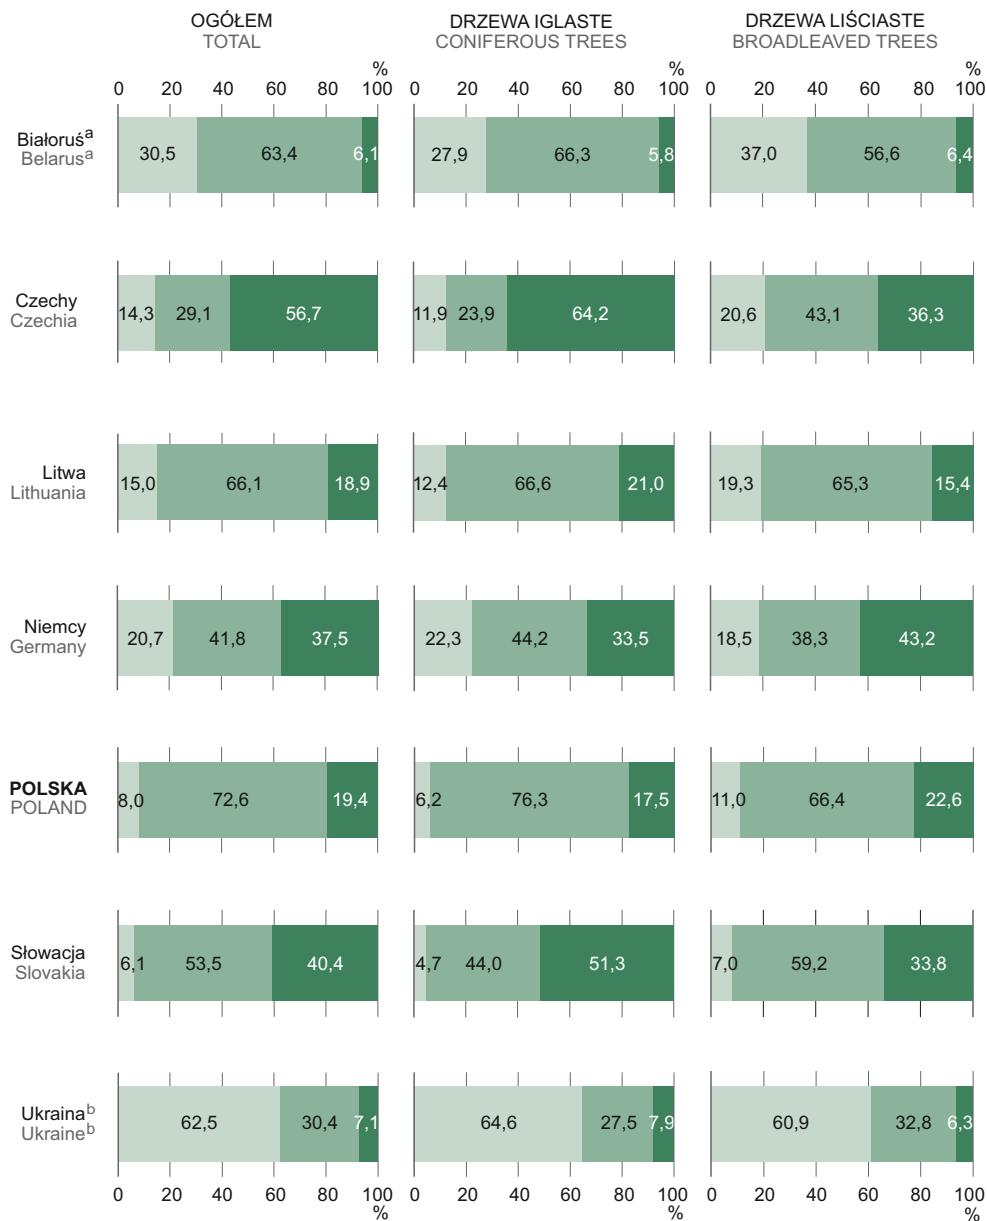 OGÓŁEM
TOTAL
DRZEWA IGLASTE
CONIFEROUS TREES
DRZEWA LIŚCIASTE
BROADLEAVED TREES
% % %
0 20 40 60 80 100 0 20 40 60 80 100 0 20 40 60 80 100
Białoruśᵃ
Belarusᵃ
30,5 63,4 6,1 27,9 66,3 5,8 37,0 56,6 6,4
Czechy
Czechia
14,3 29,1 56,7 11,9 23,9 64,2 20,6 43,1 36,3
Litwa
Lithuania
15,0 66,1 18,9 12,4 66,6 21,0 19,3 65,3 15,4
Niemcy
Germany
20,7 41,8 37,5 22,3 44,2 33,5 18,5 38,3 43,2
POLSKA
POLAND
8,0 72,6 19,4 6,2 76,3 17,5 11,0 66,4 22,6
Słowacja
Slovakia
6,1 53,5 40,4 4,7 44,0 51,3 7,0 59,2 33,8
Ukrainaᵇ
Ukraineᵇ
62,5 30,4 7,1 64,6 27,5 7,9 60,9 32,8 6,3
0 20 40 60 80 100 0 20 40 60 80 100 0 20 40 60 80 100
% % %